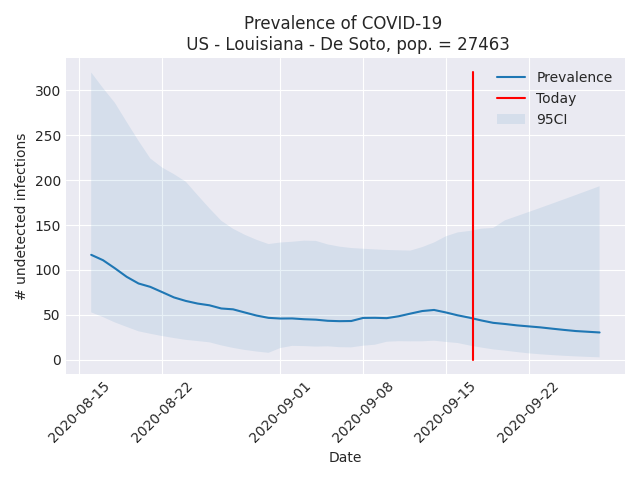 Prevalence of COVID-19
US - Louisiana - De Soto, pop. = 27463
Prevalence
Today
95CI
# undetected infections
300
250
200
150
100
50
0
2020-08-15
2020-08-22
2020-09-01
2020-09-08
2020-09-15
2020-09-22
Date